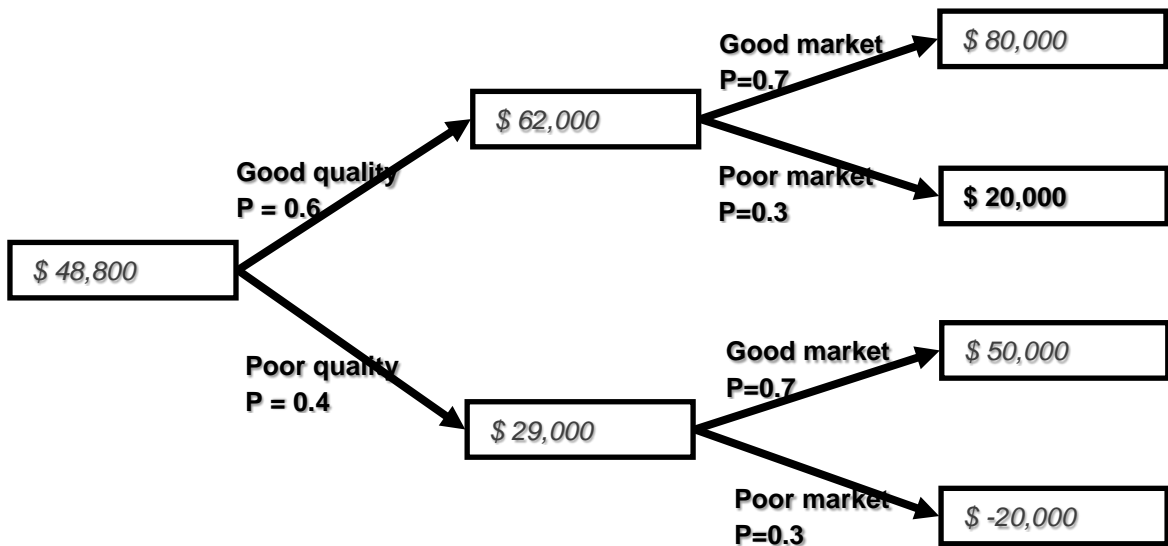 $ 48,800
Good quality
P = 0.6
Poor quality
P = 0.4
$ 62,000
$ 29,000
Good market
P=0.7
Poor market
P=0.3
Good market
P=0.7
Poor market
P=0.3
$ 80,000
$ 20,000
$ 50,000
$ -20,000